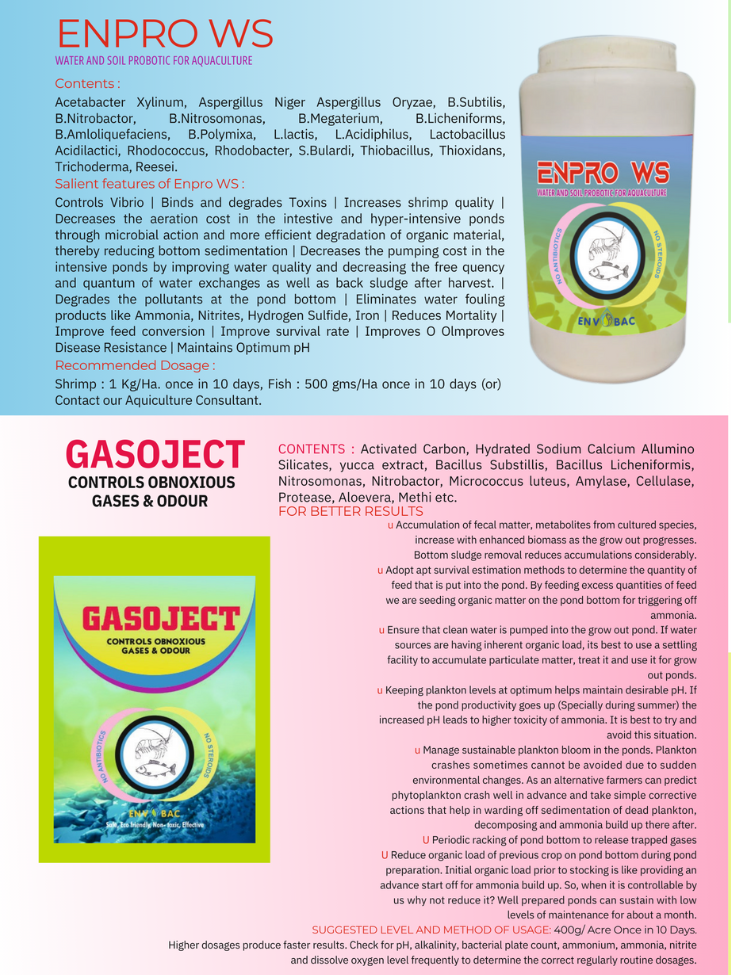 ENPRO WS
WATER AND SOIL PROBOTIC FOR AQUACULTURE
Contents :
Acetabacter Xylinum, Aspergillus Niger Aspergillus Oryzae, B.Subtilis,
B.Nitrobactor, B.Nitrosomonas, B.Megaterium, B.Licheniforms,
B.Amloliquefaciens, B.Polymixa, L.lactis, L.Acidiphilus, Lactobacillus
Acidilactici, Rhodococcus, Rhodobacter, S.Bulardi, Thiobacillus, Thioxidans,
Trichoderma, Reesei.
Salient features of Enpro WS :
Controls Vibrio | Binds and degrades Toxins | Increases shrimp quality |
Decreases the aeration cost in the intestive and hyper-intensive ponds
through microbial action and more efficient degradation of organic material,
thereby reducing bottom sedimentation | Decreases the pumping cost in the
intensive ponds by improving water quality and decreasing the free quency
and quantum of water exchanges as well as back sludge after harvest. |
Degrades the pollutants at the pond bottom | Eliminates water fouling
products like Ammonia, Nitrites, Hydrogen Sulfide, Iron | Reduces Mortality |
Improve feed conversion | Improve survival rate | Improves O OImproves
Disease Resistance | Maintains Optimum pH
Recommended Dosage :
Shrimp : 1 Kg/Ha. once in 10 days, Fish : 500 gms/Ha once in 10 days (or)
Contact our Aquiculture Consultant.
ENPRO WS
WATER AND SOIL PROBOTIC FOR AQUACULTURE
NO ANTIBIOTICS
NO STEROIDS
ENV BAC
GASOJECT
CONTROLS OBNOXIOUS
GASES & ODOUR
GASOJECT
CONTROLS OBNOXIOUS
GASES & ODOUR
NO ANTIBIOTICS
NO STEROIDS
ENV BAC
Safe, Eco friendly, Non-toxic, Effective
CONTENTS : Activated Carbon, Hydrated Sodium Calcium Allumino
Silicates, yucca extract, Bacillus Substillis, Bacillus Licheniformis,
Nitrosomonas, Nitrobactor, Micrococcus luteus, Amylase, Cellulase,
Protease, Aloevera, Methi etc.
FOR BETTER RESULTS
u Accumulation of fecal matter, metabolites from cultured species,
increase with enhanced biomass as the grow out progresses.
Bottom sludge removal reduces accumulations considerably.
u Adopt apt survival estimation methods to determine the quantity of
feed that is put into the pond. By feeding excess quantities of feed
we are seeding organic matter on the pond bottom for triggering off
ammonia.
u Ensure that clean water is pumped into the grow out pond. If water
sources are having inherent organic load, its best to use a settling
facility to accumulate particulate matter, treat it and use it for grow
out ponds.
u Keeping plankton levels at optimum helps maintain desirable pH. If
the pond productivity goes up (Specially during summer) the
increased pH leads to higher toxicity of ammonia. It is best to try and
avoid this situation.
u Manage sustainable plankton bloom in the ponds. Plankton
crashes sometimes cannot be avoided due to sudden
environmental changes. As an alternative farmers can predict
phytoplankton crash well in advance and take simple corrective
actions that help in warding off sedimentation of dead plankton,
decomposing and ammonia build up there after.
U Periodic racking of pond bottom to release trapped gases
U Reduce organic load of previous crop on pond bottom during pond
preparation. Initial organic load prior to stocking is like providing an
advance start off for ammonia build up. So, when it is controllable by
us why not reduce it? Well prepared ponds can sustain with low
levels of maintenance for about a month.
SUGGESTED LEVEL AND METHOD OF USAGE: 400g/ Acre Once in 10 Days.
Higher dosages produce faster results. Check for pH, alkalinity, bacterial plate count, ammonium, ammonia, nitrite
and dissolve oxygen level frequently to determine the correct regularly routine dosages.